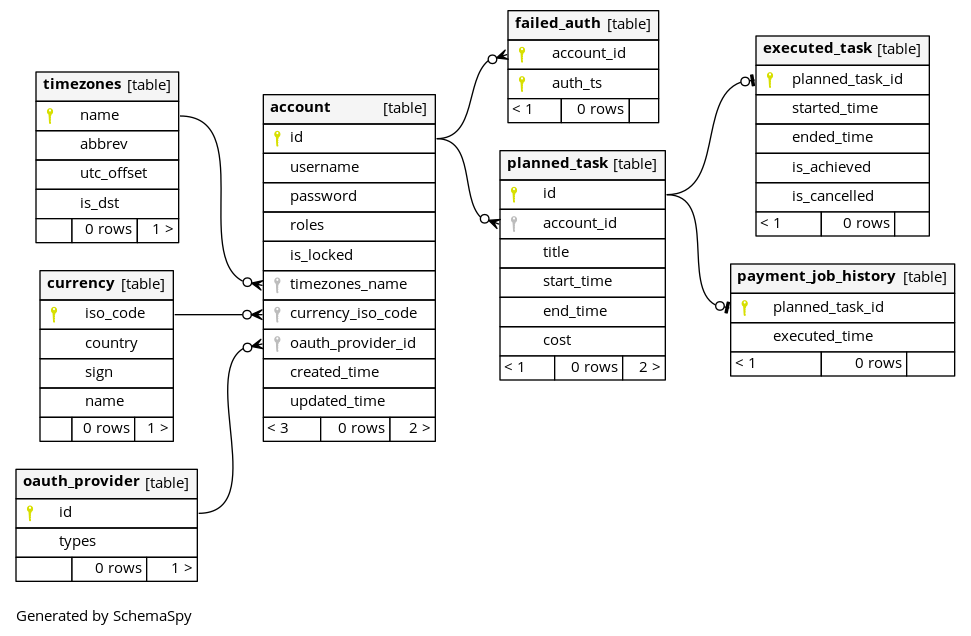 timezones [table]
name
abbrev
utc_offset
is_dst
0 rows 1 >
currency [table]
iso_code
country
sign
name
0 rows 1 >
oauth_provider [table]
id
types
0 rows 1 >
account [table]
id
username
password
roles
is_locked
timezones_name
currency_iso_code
oauth_provider_id
created_time
updated_time
< 3 0 rows 2 >
failed_auth [table]
account_id
auth_ts
< 1 0 rows
planned_task [table]
id
account_id
title
start_time
end_time
cost
< 1 0 rows 2 >
executed_task [table]
planned_task_id
started_time
ended_time
is_achieved
is_cancelled
< 1 0 rows
payment_job_history [table]
planned_task_id
executed_time
< 1 0 rows
Generated by SchemaSpy